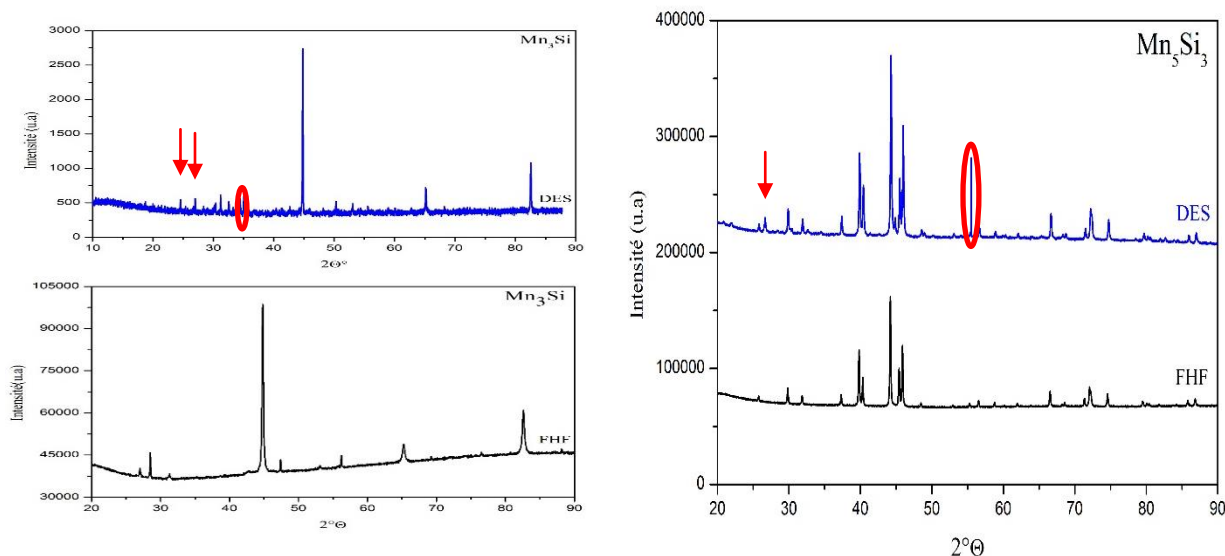 3000
2500
2000
1500
1000
500
0
Intensité (u.a)
Mn₃Si
DES
10 20 30 40 50 60 70 80 90
2Θ°
105000
90000
75000
60000
45000
30000
Intensité(u.a)
Mn₃Si
FHF
20 30 40 50 60 70 80 90
2°Θ
400000
300000
200000
100000
0
Intensité (u.a)
Mn₅Si₃
DES
FHF
20 30 40 50 60 70 80 90
2°Θ